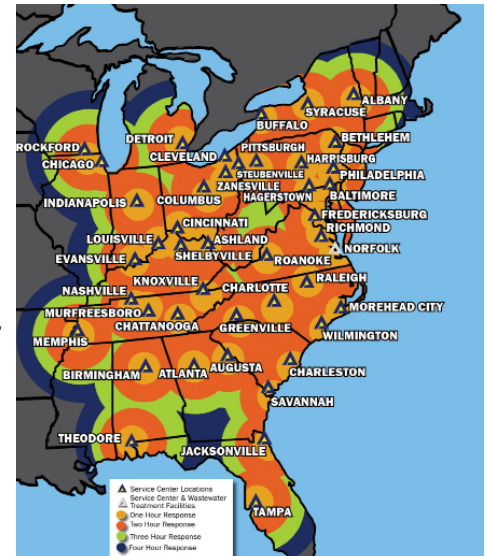 ALBANY
SYRACUSE
BUFFALO
DETROIT
ROCKFORD
CHICAGO
CLEVELAND
PITTSBURGH
BETHLEHEM
HARRISBURG
STEUBENVILLE
PHILADELPHIA
ZANESVILLE
INDIANAPOLIS
COLUMBUS
HAGERSTOWN
BALTIMORE
FREDERICKSBURG
CINCINNATI
RICHMOND
LOUISVILLE
ASHLAND
NORFOLK
SHELBYVILLE
EVANSVILLE
ROANOKE
KNOXVILLE
RALEIGH
NASHVILLE
CHARLOTTE
MURFREESBORO
MOREHEAD CITY
CHATTANOOGA
GREENVILLE
MEMPHIS
WILMINGTON
AUGUSTA
BIRMINGHAM
ATLANTA
CHARLESTON
SAVANNAH
THEODORE
JACKSONVILLE
TAMPA
Service Center Locations
Service Center & Wastewater
Treatment Facilities
One Hour Response
Two Hour Response
Three Hour Response
Four Hour Response